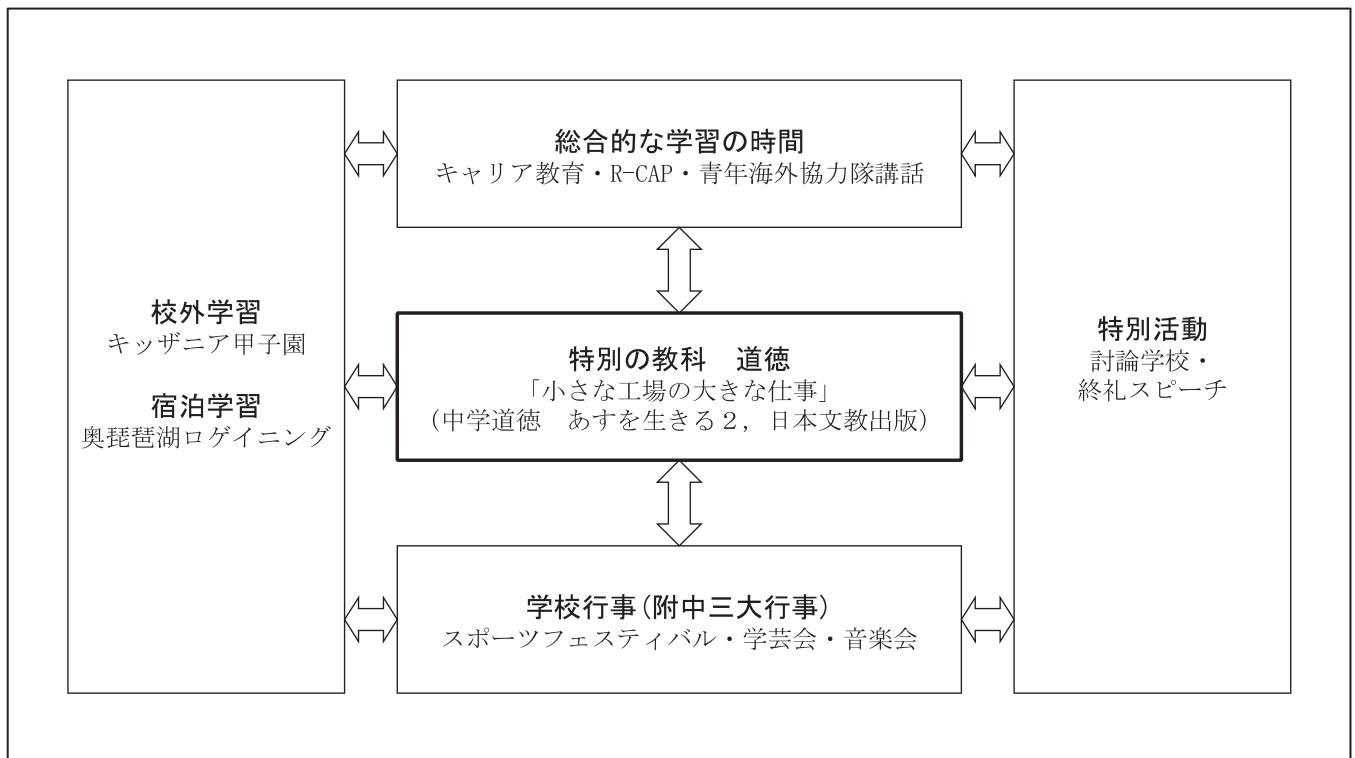 総合的な学習の時間
キャリア教育・R-CAP・青年海外協力隊講話
校外学習
キッザニア甲子園
宿泊学習
奥琵琶湖ロゲイニング
特別の教科　道徳
「小さな工場の大きな仕事」
（中学道徳　あすを生きる２，日本文教出版）
特別活動
討論学校・
終礼スピーチ
学校行事（附中三大行事）
スポーツフェスティバル・学芸会・音楽会